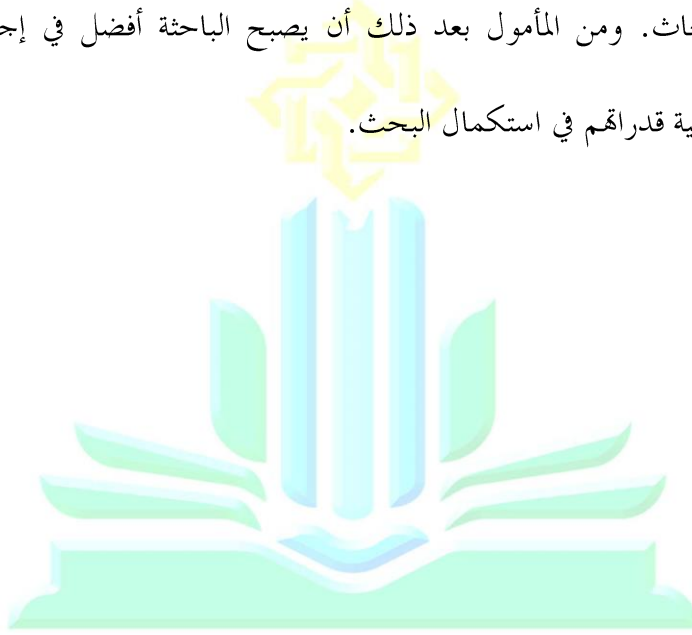 ومن المأمول بعد ذلك أن يصبح الباحثة أفضل في
قدراتهم في استكمال البحث.